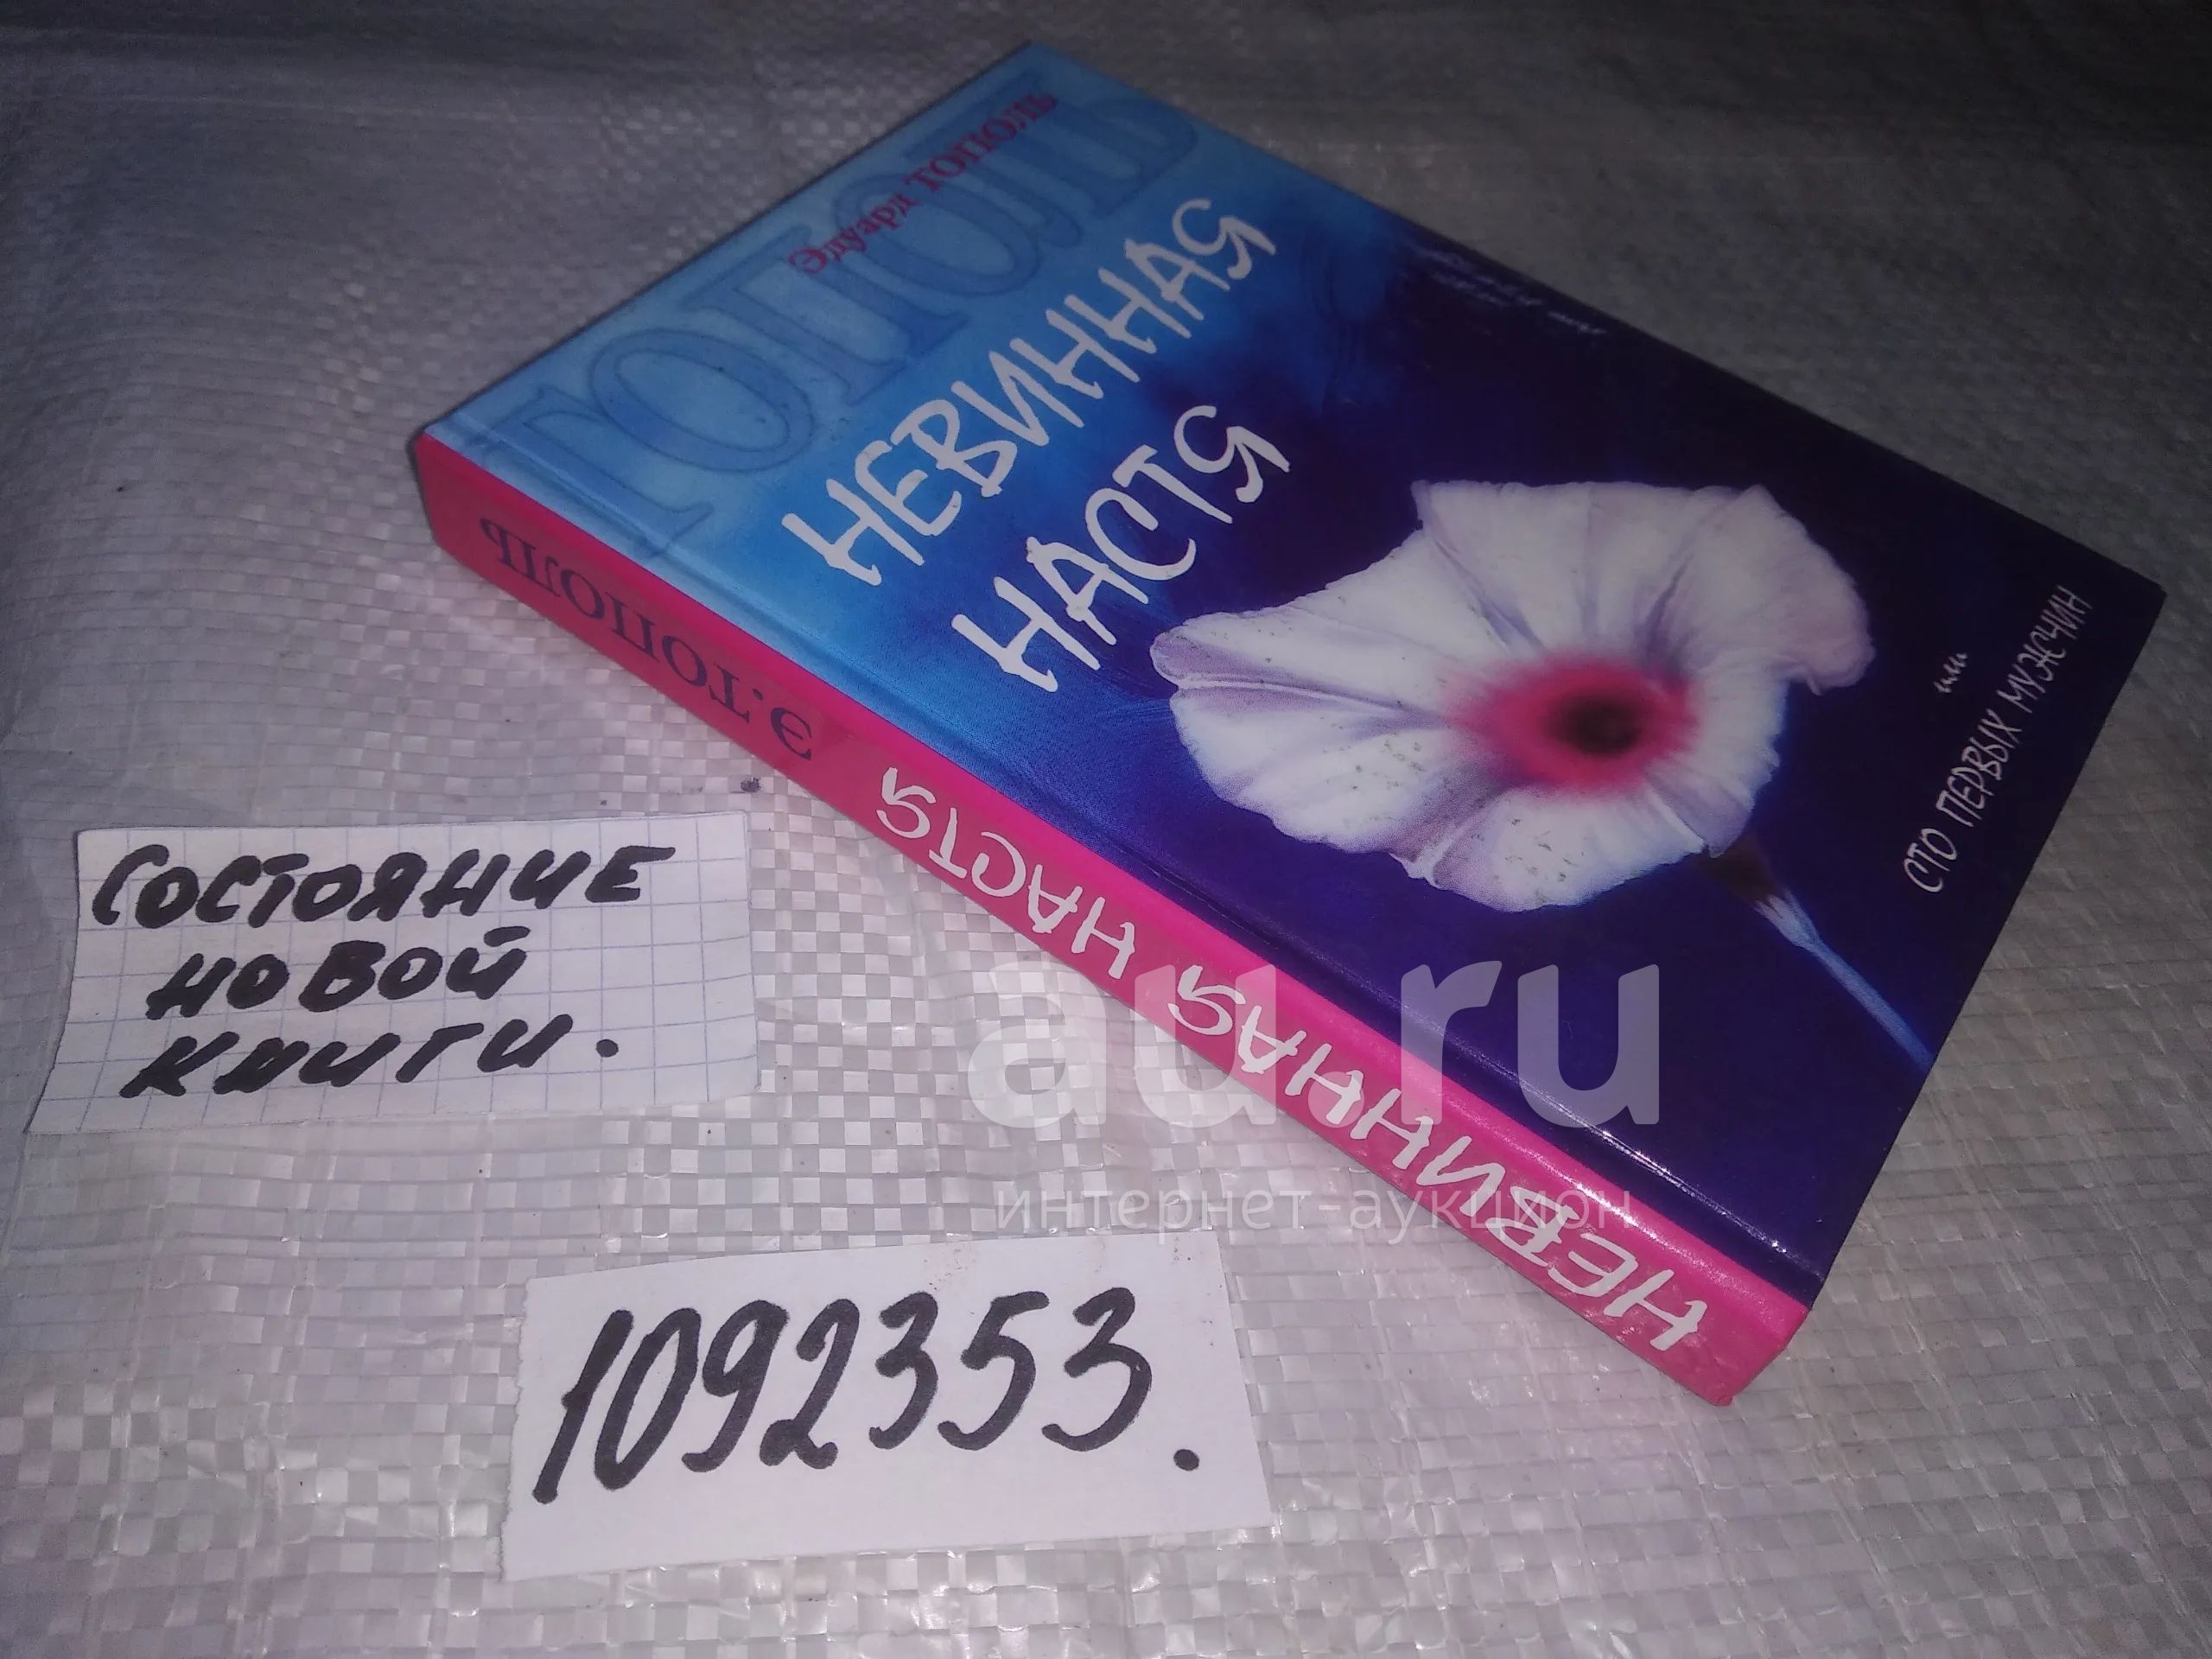 Эдуард ТОПОЛЬ
ТОПОЛЬ
НЕВИННАЯ
НАСТЯ
или
СТО ПЕРВЫХ МУЖЧИН
Э.ТОПОЛЬ
НЕВИННАЯ НАСТЯ
СОСТОЯНИЕ
НОВОЙ
КНИГИ.
au.ru
интернет-аукцион
1092353.